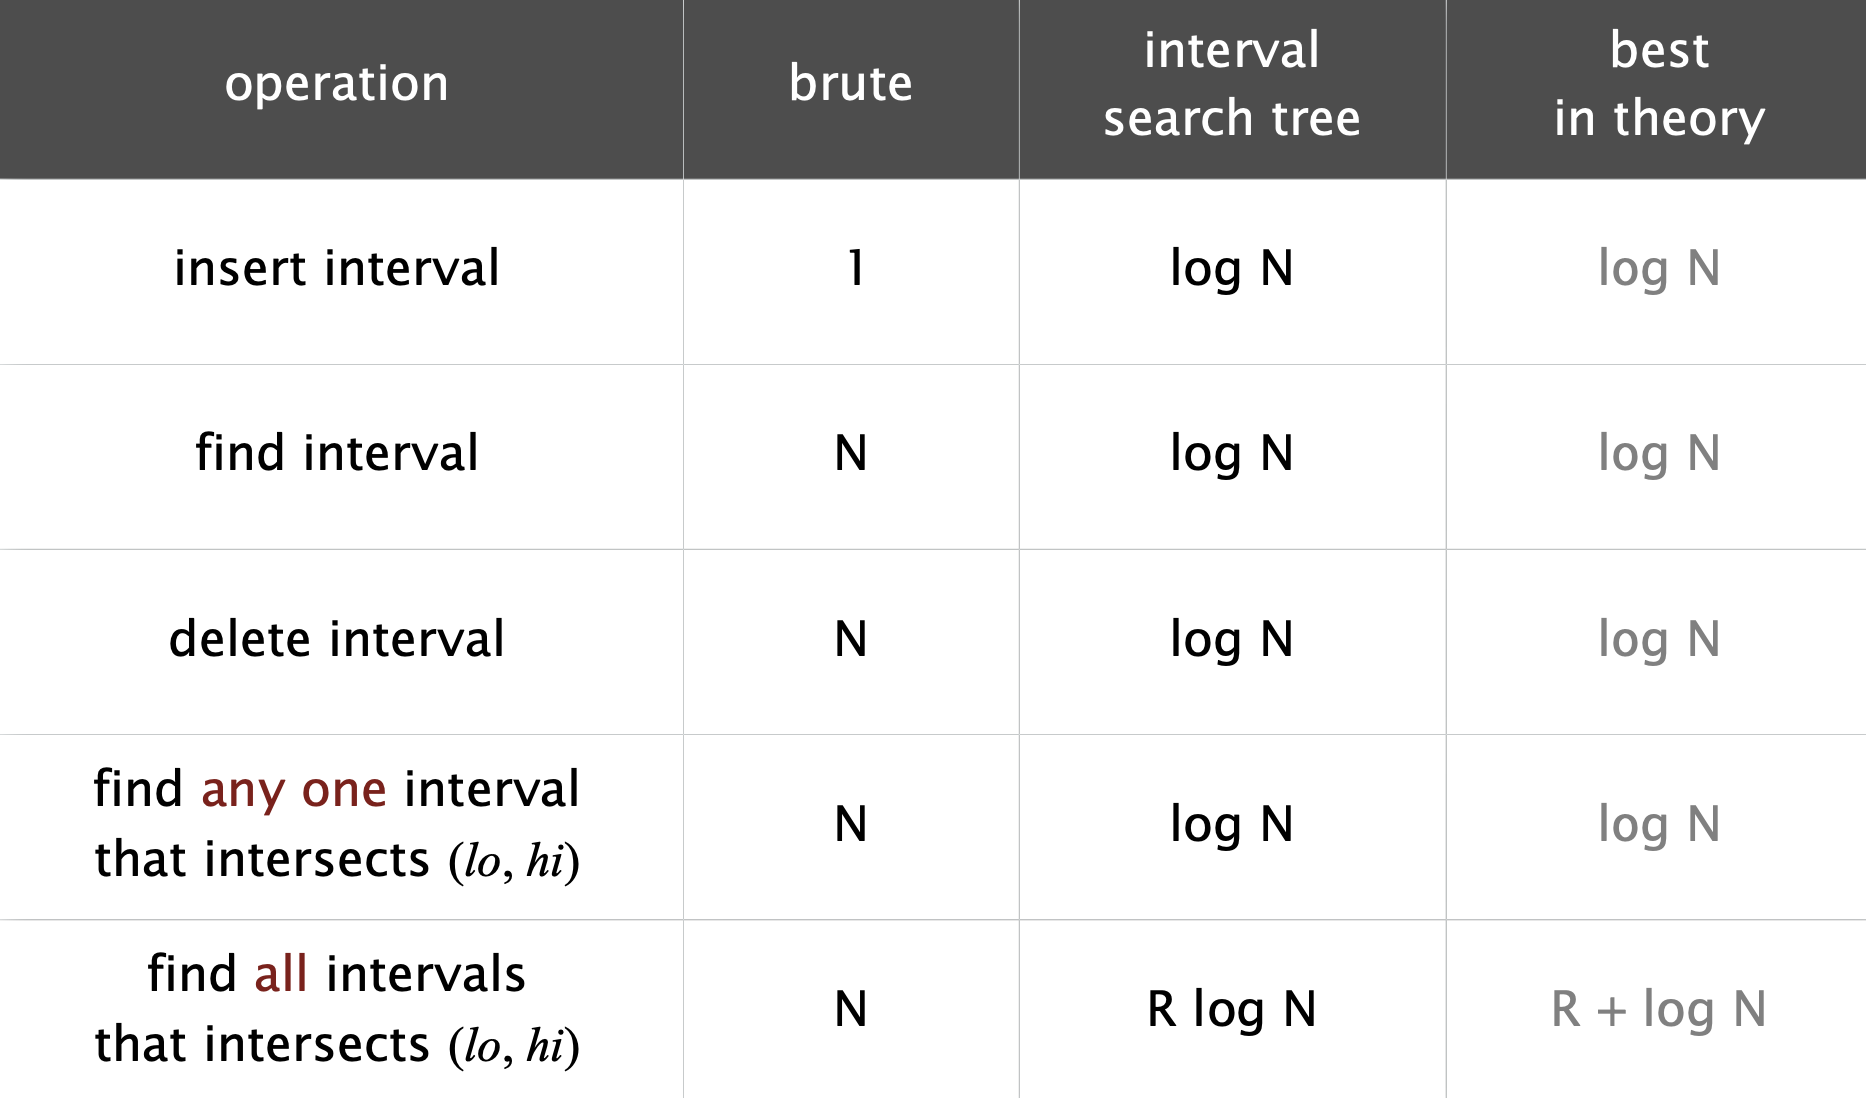 operation brute interval search tree best in theory
insert interval 1 log N log N
find interval N log N log N
delete interval N log N log N
find any one interval
that intersects (lo, hi) N log N log N
find all intervals
that intersects (lo, hi) N R log N R + log N